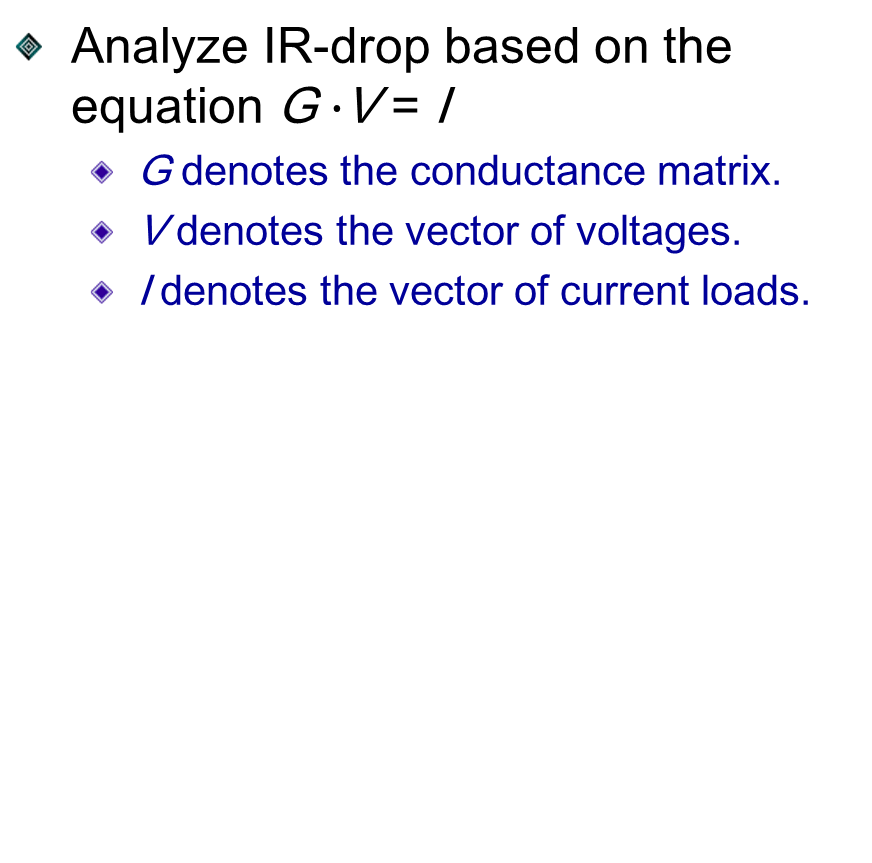 Analyze IR-drop based on the
equation G · V = I
G denotes the conductance matrix.
V denotes the vector of voltages.
I denotes the vector of current loads.